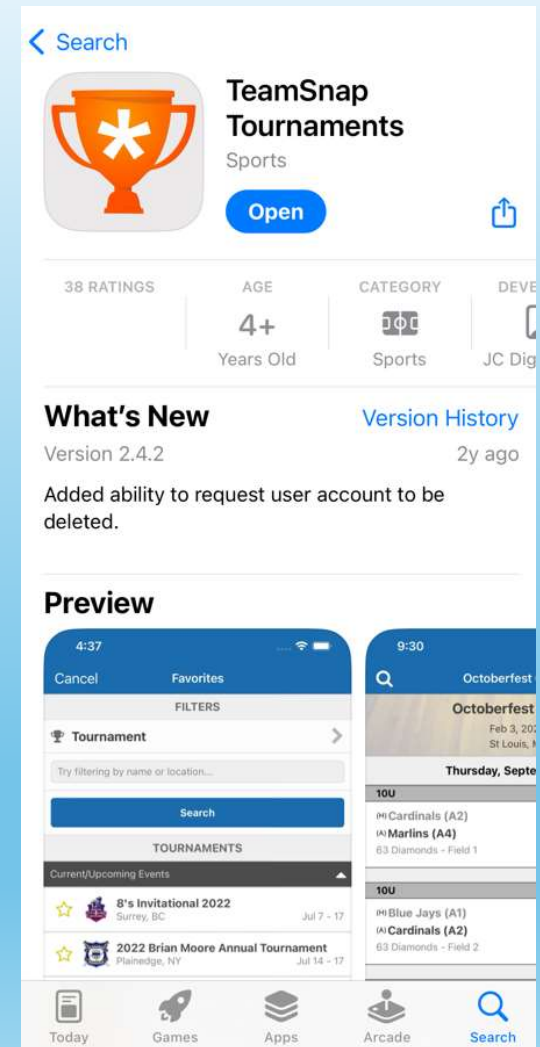 Search
TeamSnap
Tournaments
Sports
Open
38 RATINGS
AGE
CATEGORY
4+
Years Old
Sports
JC Dig
What's New
Version History
Version 2.4.2
2y ago
Added ability to request user account to be
deleted.
Preview
4:37
Cancel
Favorites
FILTERS
Tournament
Try filtering by name or location...
Search
TOURNAMENTS
Current/Upcoming Events
8's Invitational 2022
Surrey, BC
Jul 7 - 17
2022 Brian Moore Annual Tournament
Plainedge, NY
Jul 14 - 17
9:30
Octoberfest
Octoberfest
Feb 3, 202
St Louis,
Thursday, Septe
10U
(H) Cardinals (A2)
(A) Marlins (A4)
63 Diamonds - Field 1
10U
(H) Blue Jays (A1)
(A) Cardinals (A2)
63 Diamonds - Field 2
Today
Games
Apps
Arcade
Search